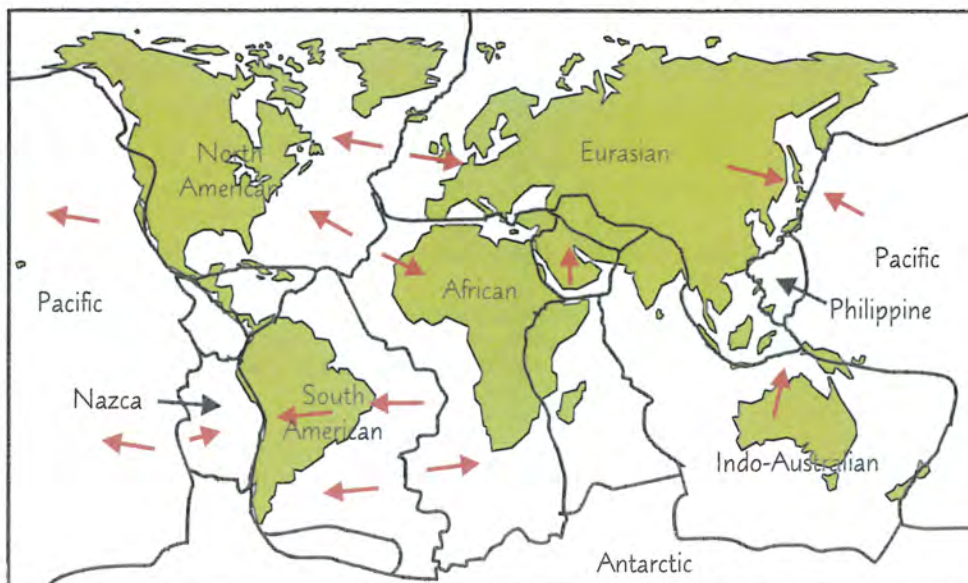 North
American
Eurasian
Pacific
African
Pacific
Philippine
Nazca
South
American
Indo-Australian
Antarctic